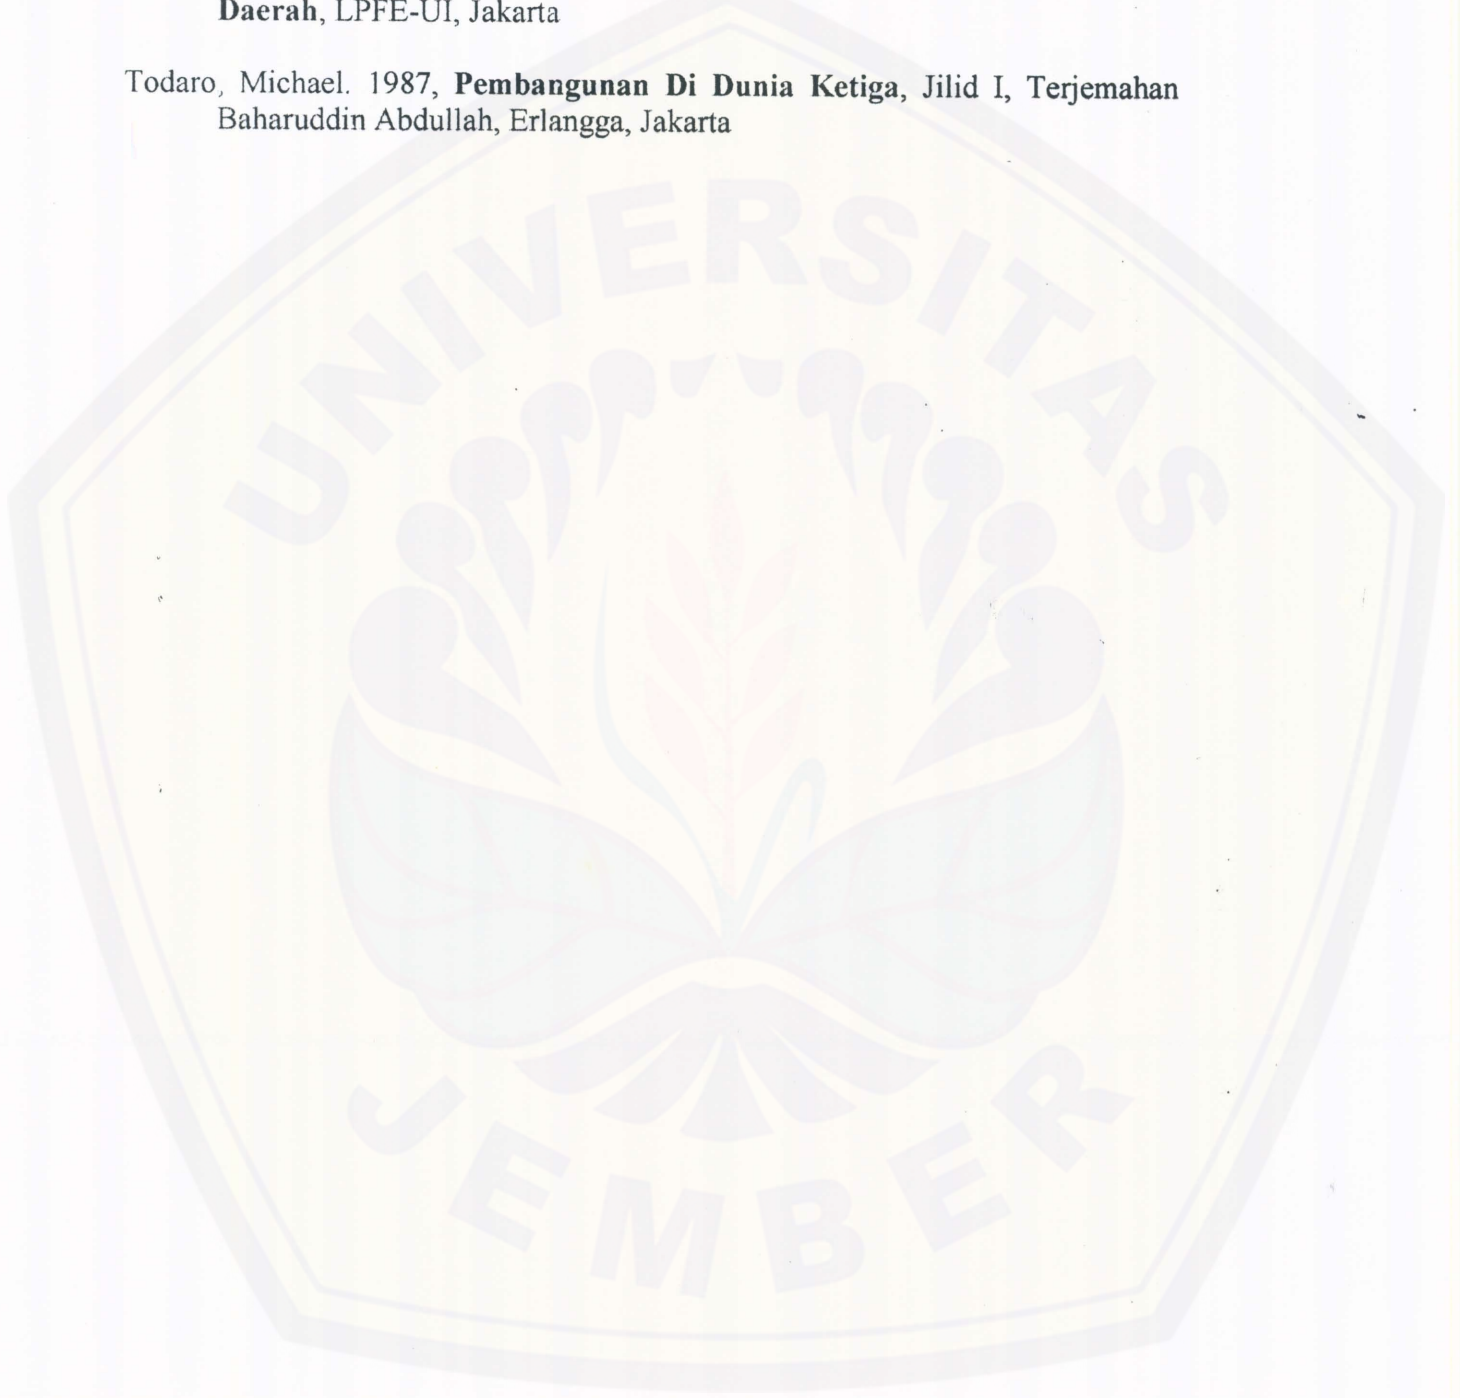 Daerah, LPFE-UI, Jakarta
Todaro, Michael. 1987, Pembangunan Di Dunia Ketiga, Jilid I, Terjemahan
Baharuddin Abdullah, Erlangga, Jakarta
UNIVERSITAS
JEMBER